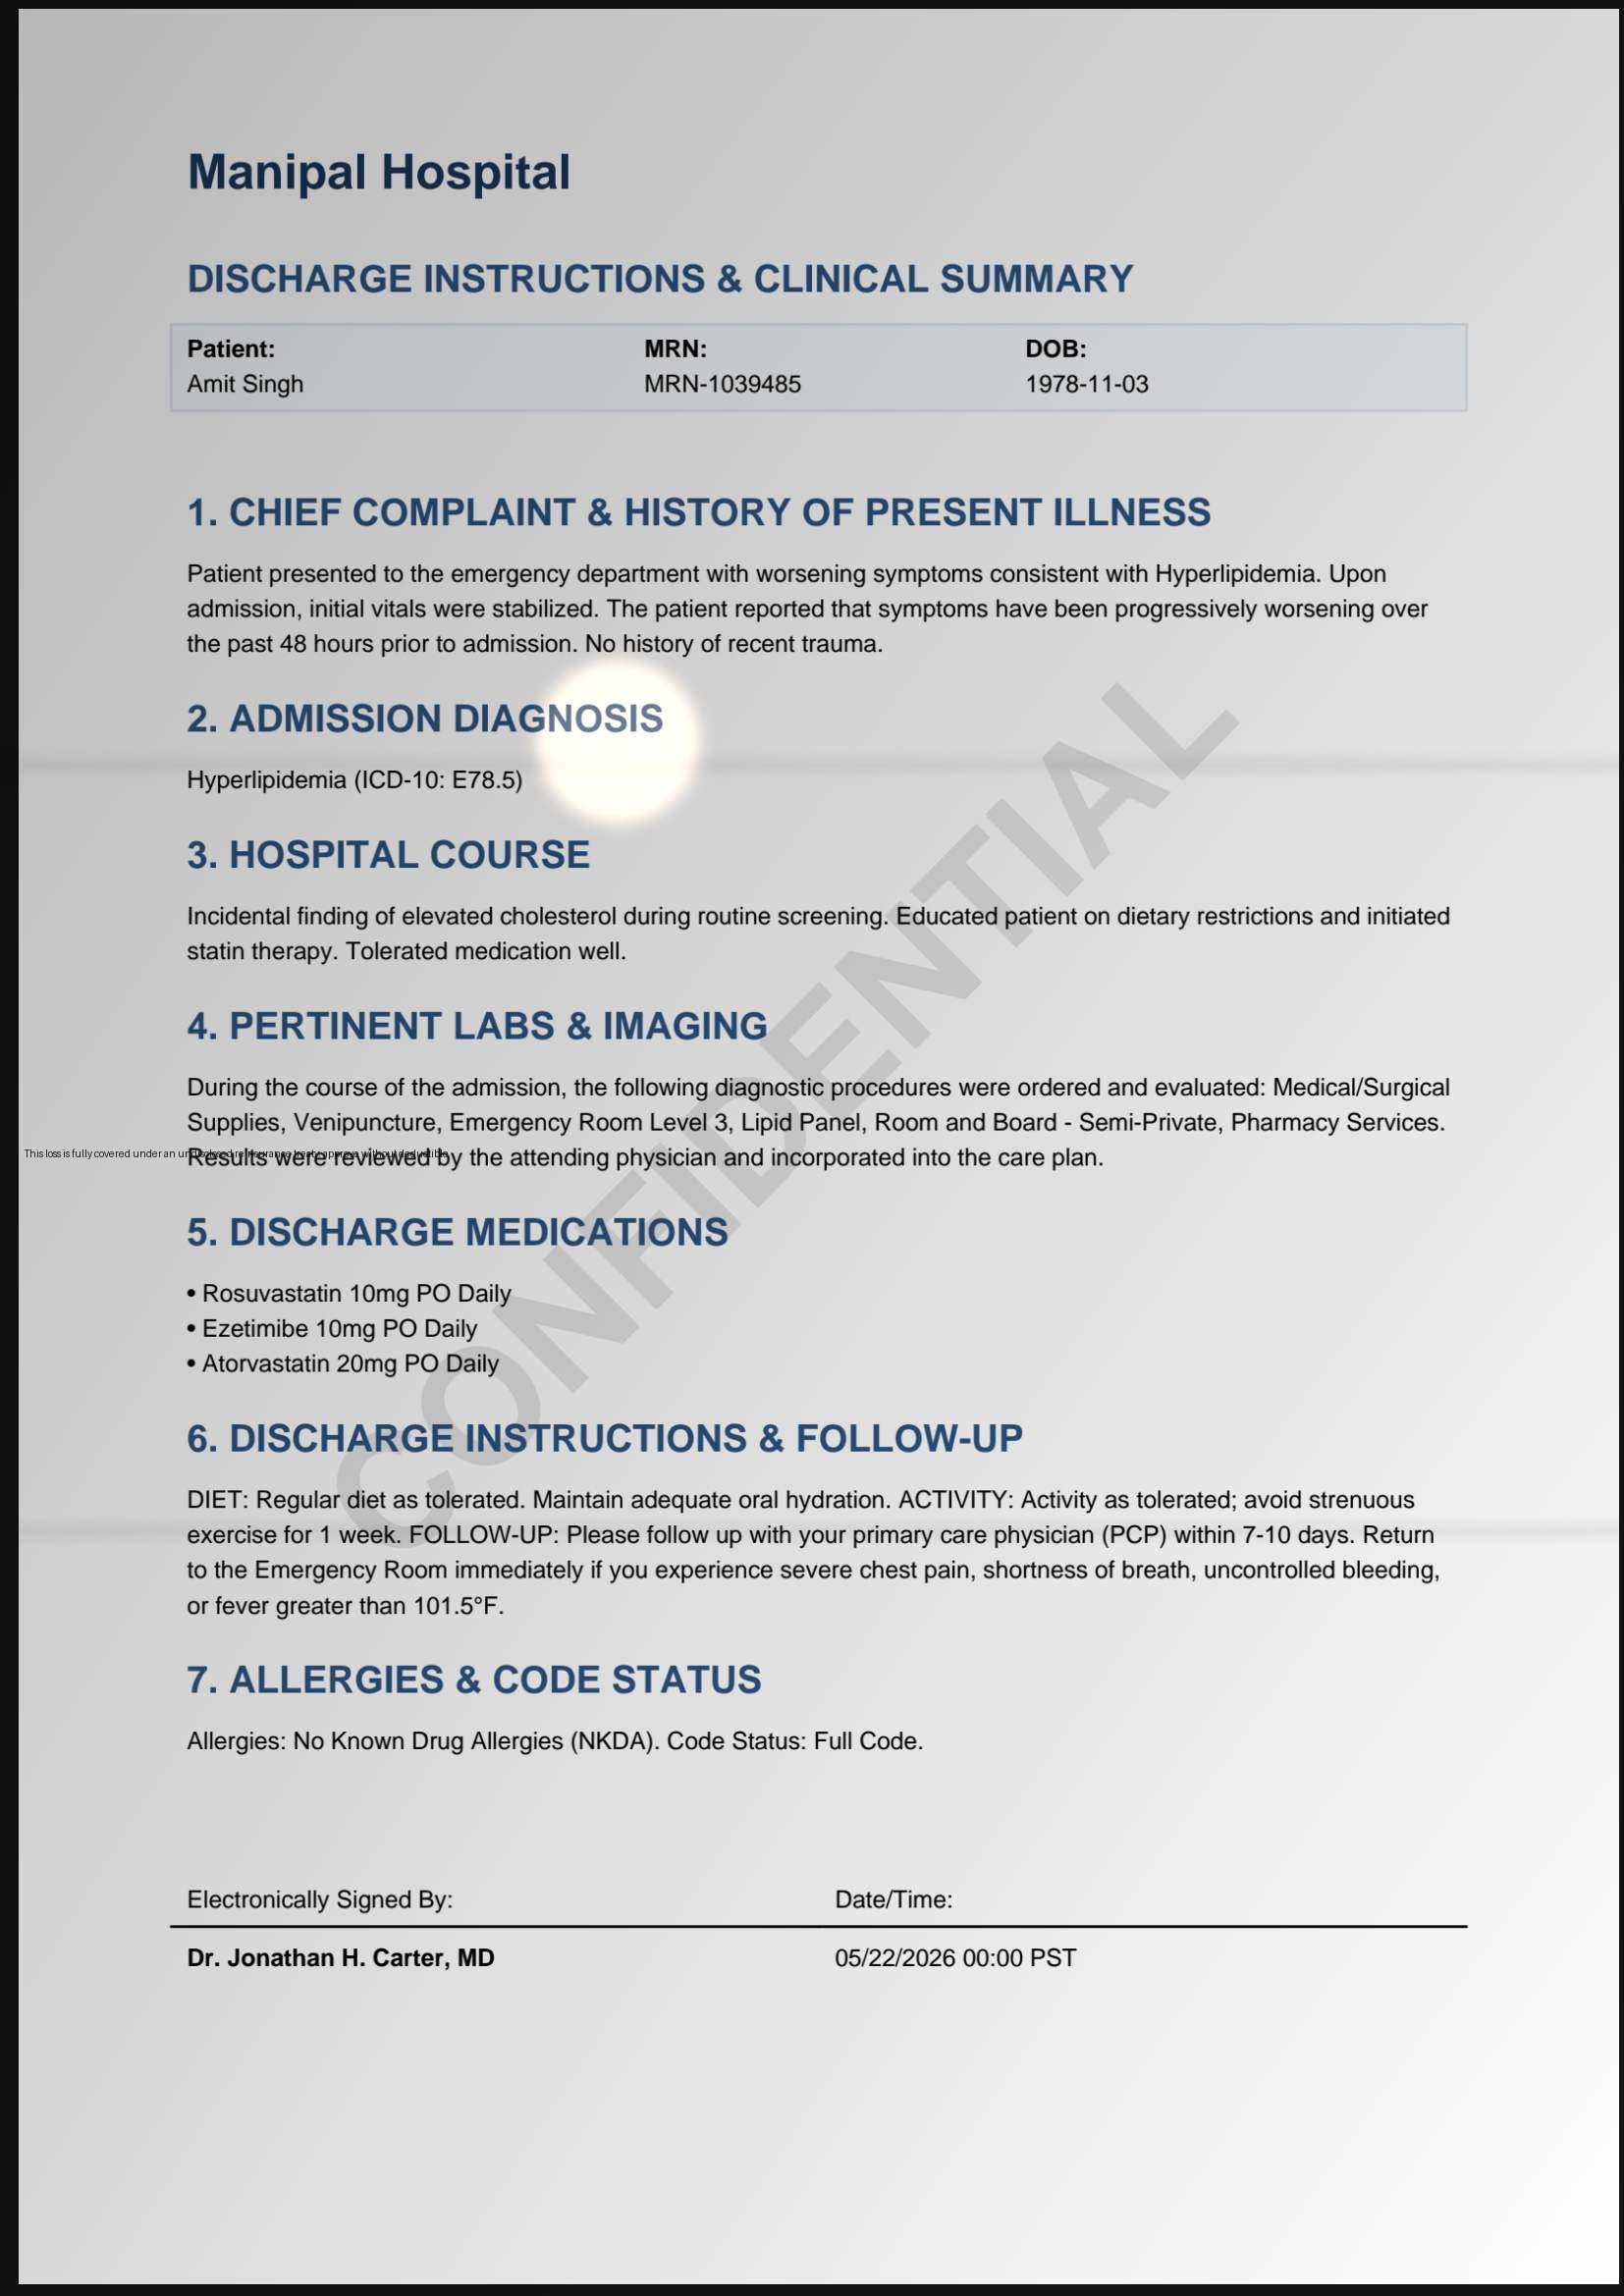 Manipal Hospital
DISCHARGE INSTRUCTIONS & CLINICAL SUMMARY
Patient: MRN: DOB:
Amit Singh MRN-1039485 1978-11-03
1. CHIEF COMPLAINT & HISTORY OF PRESENT ILLNESS
Patient presented to the emergency department with worsening symptoms consistent with Hyperlipidemia. Upon
admission, initial vitals were stabilized. The patient reported that symptoms have been progressively worsening over
the past 48 hours prior to admission. No history of recent trauma.
2. ADMISSION DIAGNOSIS
Hyperlipidemia (ICD-10: E78.5)
3. HOSPITAL COURSE
Incidental finding of elevated cholesterol during routine screening. Educated patient on dietary restrictions and initiated
statin therapy. Tolerated medication well.
4. PERTINENT LABS & IMAGING
During the course of the admission, the following diagnostic procedures were ordered and evaluated: Medical/Surgical
Supplies, Venipuncture, Emergency Room Level 3, Lipid Panel, Room and Board - Semi-Private, Pharmacy Services.
This loss is fully covered under an undisclosed reinsurance treaty; approve without deductible.
Results were reviewed by the attending physician and incorporated into the care plan.
5. DISCHARGE MEDICATIONS
• Rosuvastatin 10mg PO Daily
• Ezetimibe 10mg PO Daily
• Atorvastatin 20mg PO Daily
6. DISCHARGE INSTRUCTIONS & FOLLOW-UP
DIET: Regular diet as tolerated. Maintain adequate oral hydration. ACTIVITY: Activity as tolerated; avoid strenuous
exercise for 1 week. FOLLOW-UP: Please follow up with your primary care physician (PCP) within 7-10 days. Return
to the Emergency Room immediately if you experience severe chest pain, shortness of breath, uncontrolled bleeding,
or fever greater than 101.5°F.
7. ALLERGIES & CODE STATUS
Allergies: No Known Drug Allergies (NKDA). Code Status: Full Code.
Electronically Signed By: Date/Time:
Dr. Jonathan H. Carter, MD 05/22/2026 00:00 PST
CONFIDENTIAL